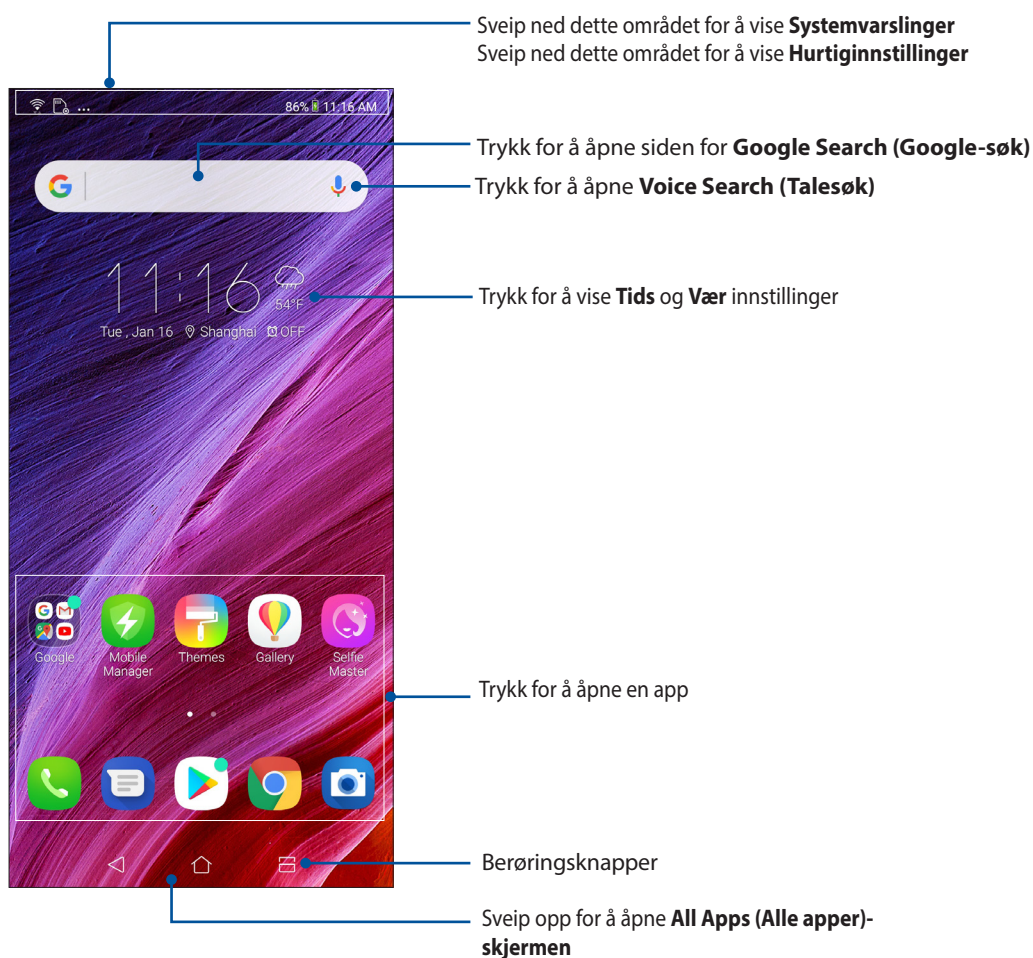 Sveip ned dette området for å vise Systemvarslinger
Sveip ned dette området for å vise Hurtiginnstillinger
86% 11:16 AM
Trykk for å åpne siden for Google Search (Google-søk)
G
Trykk for å åpne Voice Search (Talesøk)
11:16
54°F
Trykk for å vise Tids og Vær innstillinger
Tue , Jan 16 Shanghai OFF
Google
Mobile Manager
Themes
Gallery
Selfie Master
Trykk for å åpne en app
Berøringsknapper
Sveip opp for å åpne All Apps (Alle apper)-
skjermen